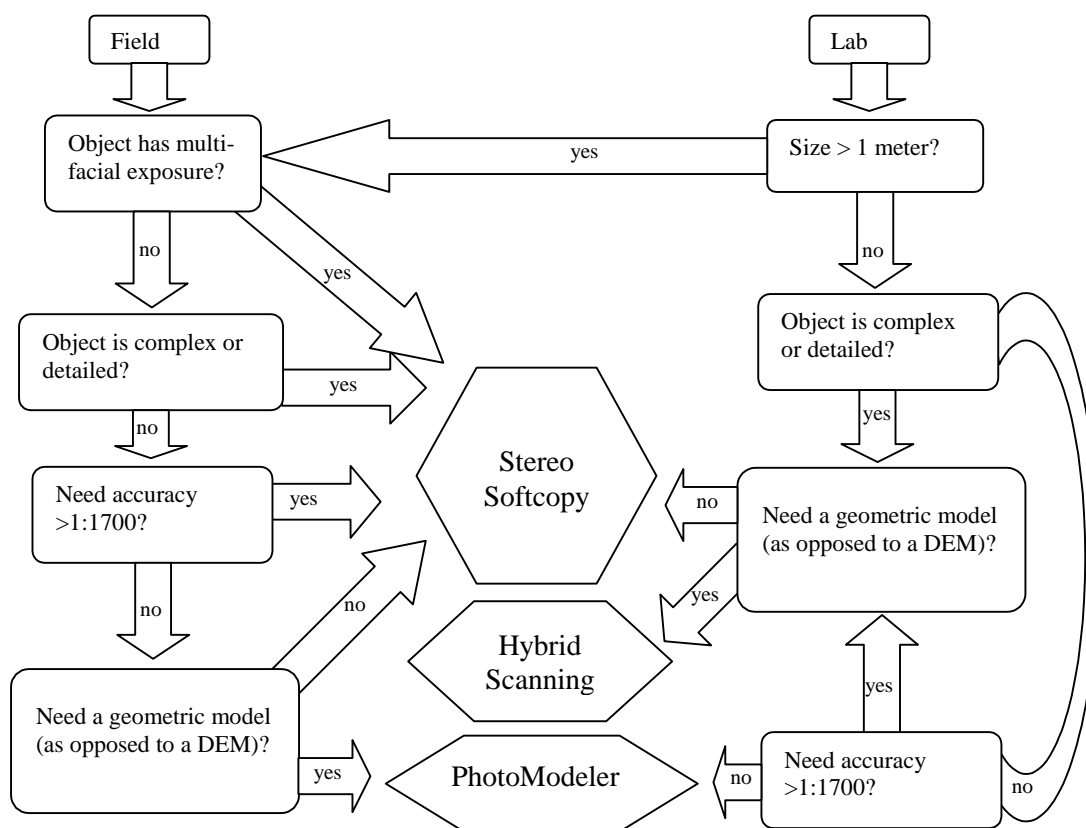 Field
Lab
Object has multi-
facial exposure?
yes
Size > 1 meter?
no
yes
no
Object is complex or
detailed?
yes
Object is complex
or detailed?
no
yes
Stereo
Softcopy
Need accuracy
>1:1700?
yes
no
Need a geometric model
(as opposed to a DEM)?
no
no
yes
Hybrid
Scanning
yes
Need a geometric model
(as opposed to a DEM)?
yes
PhotoModeler
no
Need accuracy
>1:1700?
no